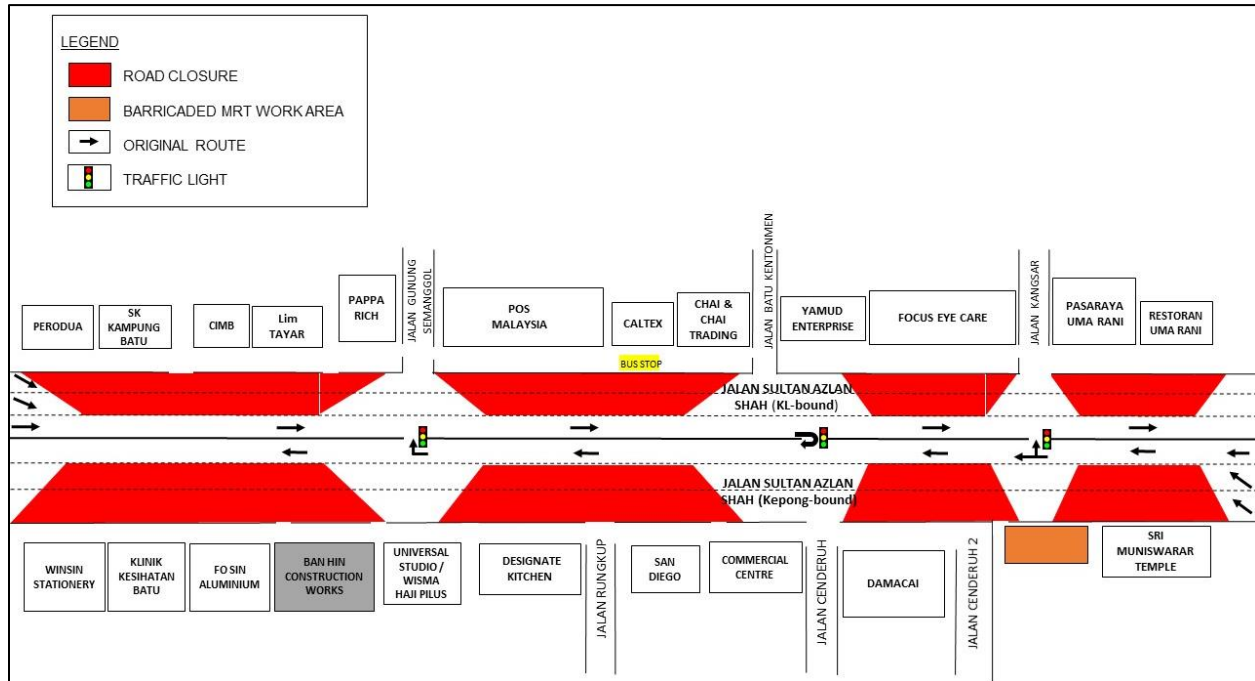 LEGEND
ROAD CLOSURE
BARRICADED MRT WORK AREA
ORIGINAL ROUTE
TRAFFIC LIGHT
PERODUA
SK
KAMPUNG
BATU
CIMB
Lim
TAYAR
PAPPA
RICH
JALAN GUNUNG
SEMANGGOL
POS
MALAYSIA
CALTEX
CHAI &
CHAI
TRADING
JALAN BATU KENTONMEN
YAMUD
ENTERPRISE
FOCUS EYE CARE
JALAN KANGSAR
PASARAYA
UMA RANI
RESTORAN
UMA RANI
BUS STOP
JALAN SULTAN AZLAN
SHAH (KL-bound)
JALAN SULTAN AZLAN
SHAH (Kepong-bound)
WINSIN
STATIONERY
KLINIK
KESIHATAN
BATU
FO SIN
ALUMINIUM
BAN HIN
CONSTRUCTION
WORKS
UNIVERSAL
STUDIO /
WISMA
HAJI PILUS
DESIGNATE
KITCHEN
JALAN RUNGKUP
SAN
DIEGO
COMMERCIAL
CENTRE
JALAN CENDERUH
DAMACAI
JALAN CENDERUH 2
SRI
MUNISWARAR
TEMPLE